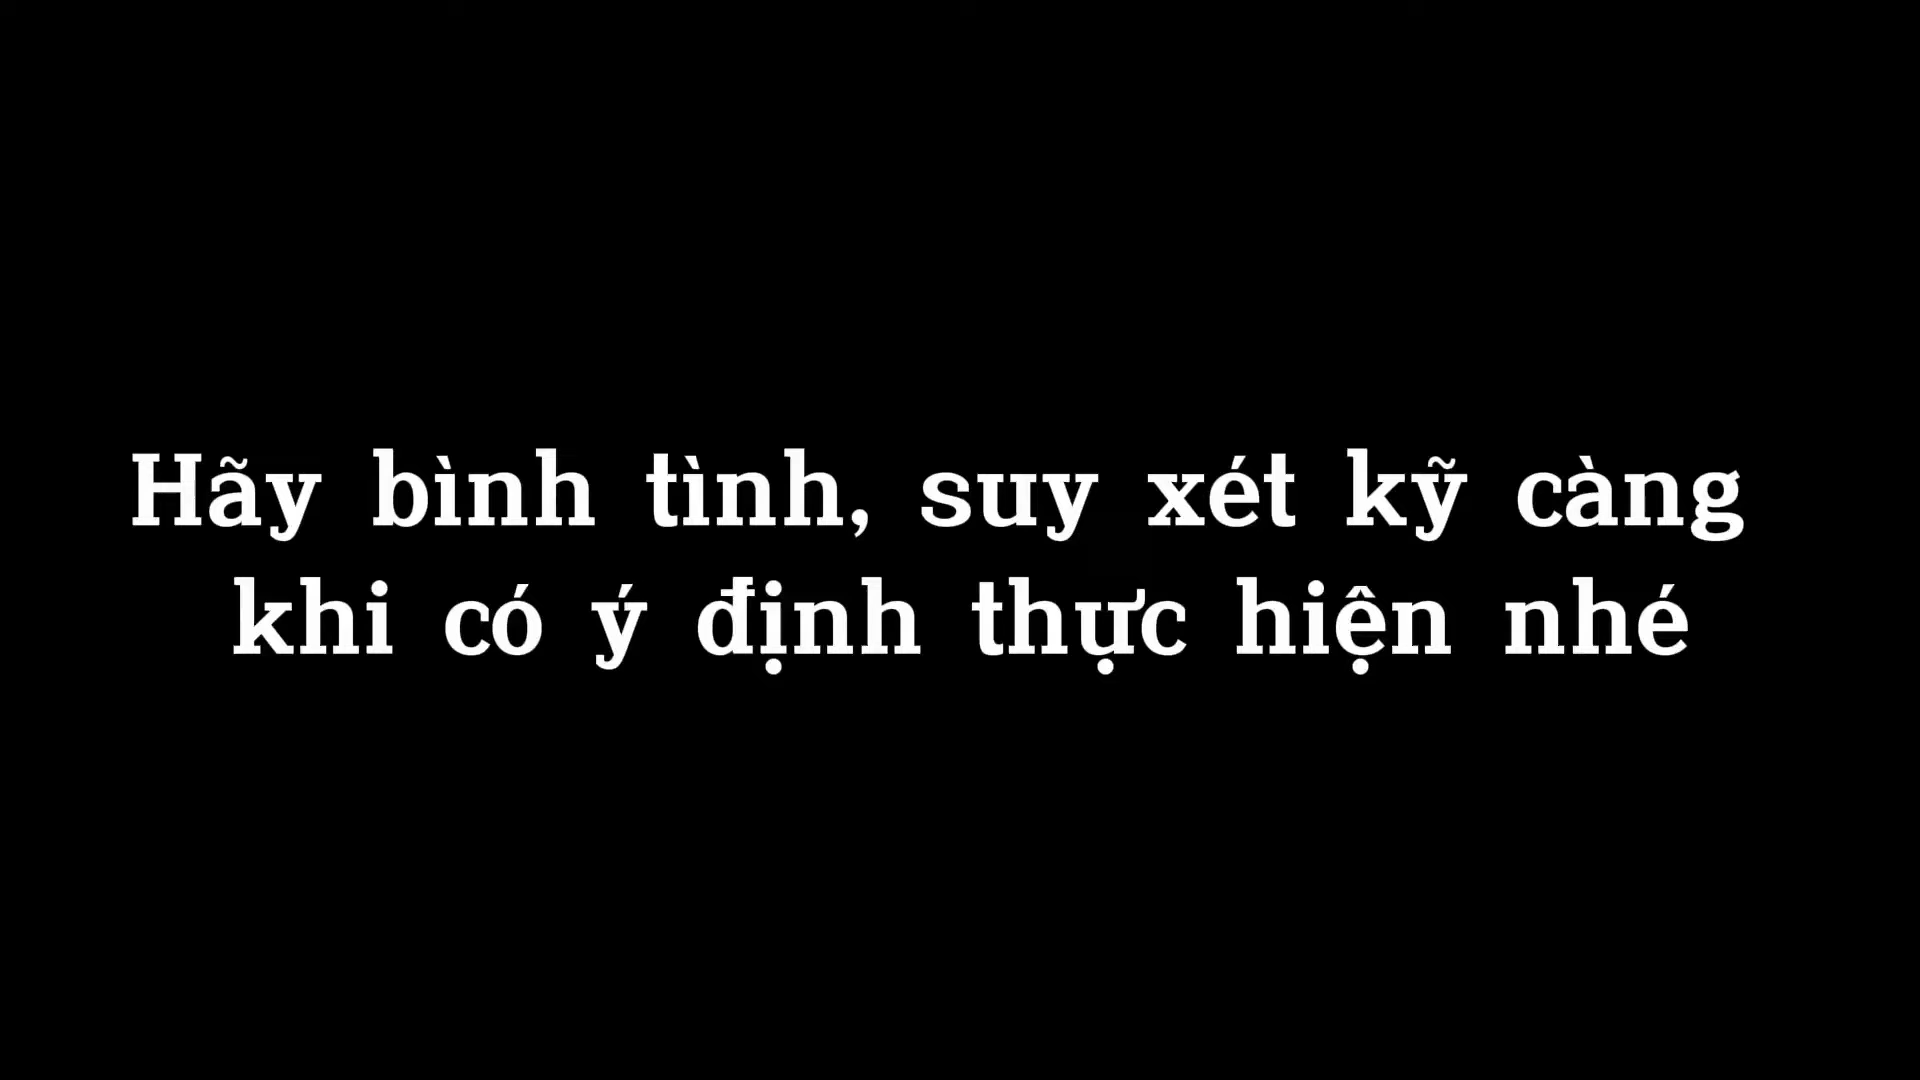 Hãy bình tình, suy xét kỹ càng
khi có ý định thực hiện nhé